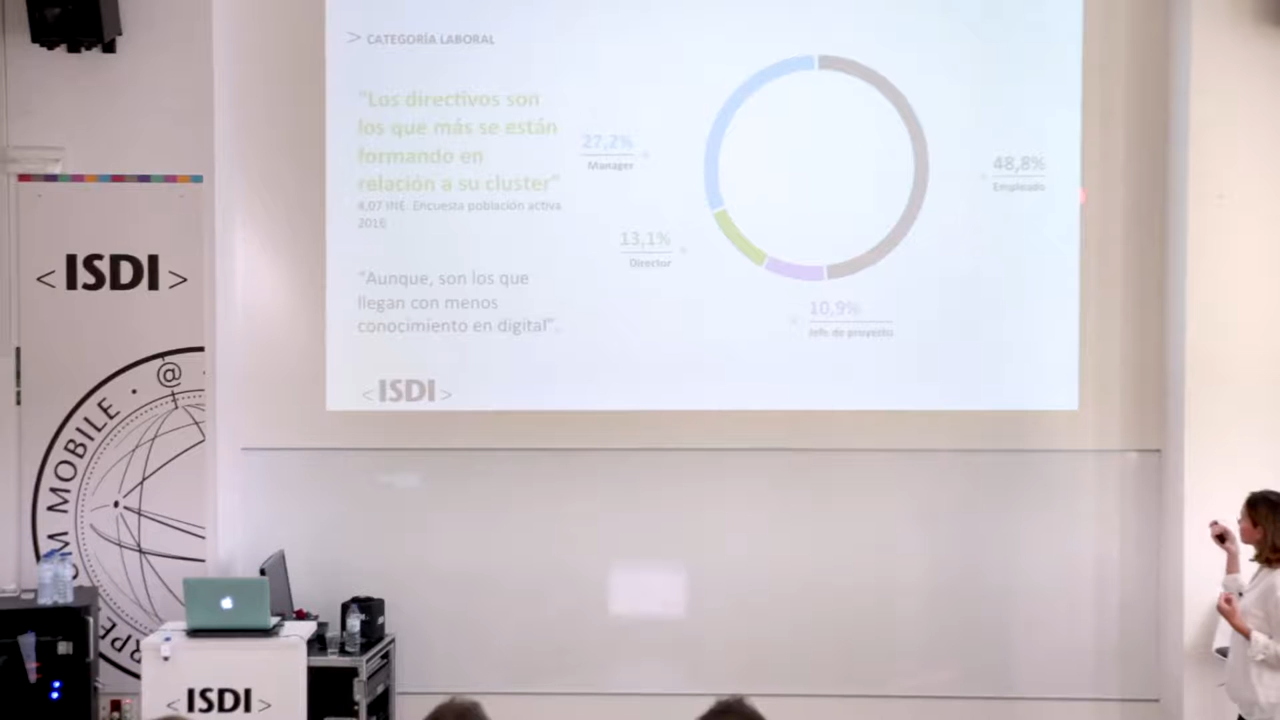 > CATEGORÍA LABORAL
"Los directivos son
los que más se están
formando en
relación a su cluster"
4,07 INE. Encuesta población activa
2016
"Aunque, son los que
llegan con menos
conocimiento en digital".
<ISDI>
27,2%
Manager
13,1%
Director
48,8%
Empleado
10,9%
Jefe de proyecto
<ISDI>
MOBILE · @
<ISDI>